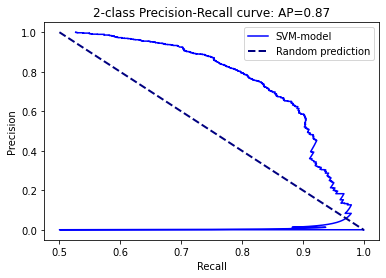 2-class Precision-Recall curve: AP=0.87
SVM-model
Random prediction
Precision
1.0
0.8
0.6
0.4
0.2
0.0
0.5
0.6
0.7
0.8
0.9
1.0
Recall